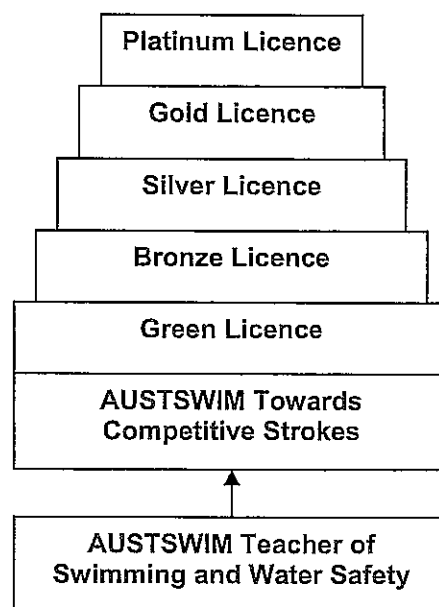 Platinum Licence
Gold Licence
Silver Licence
Bronze Licence
Green Licence
AUSTSWIM Towards
Competitive Strokes
AUSTSWIM Teacher of
Swimming and Water Safety